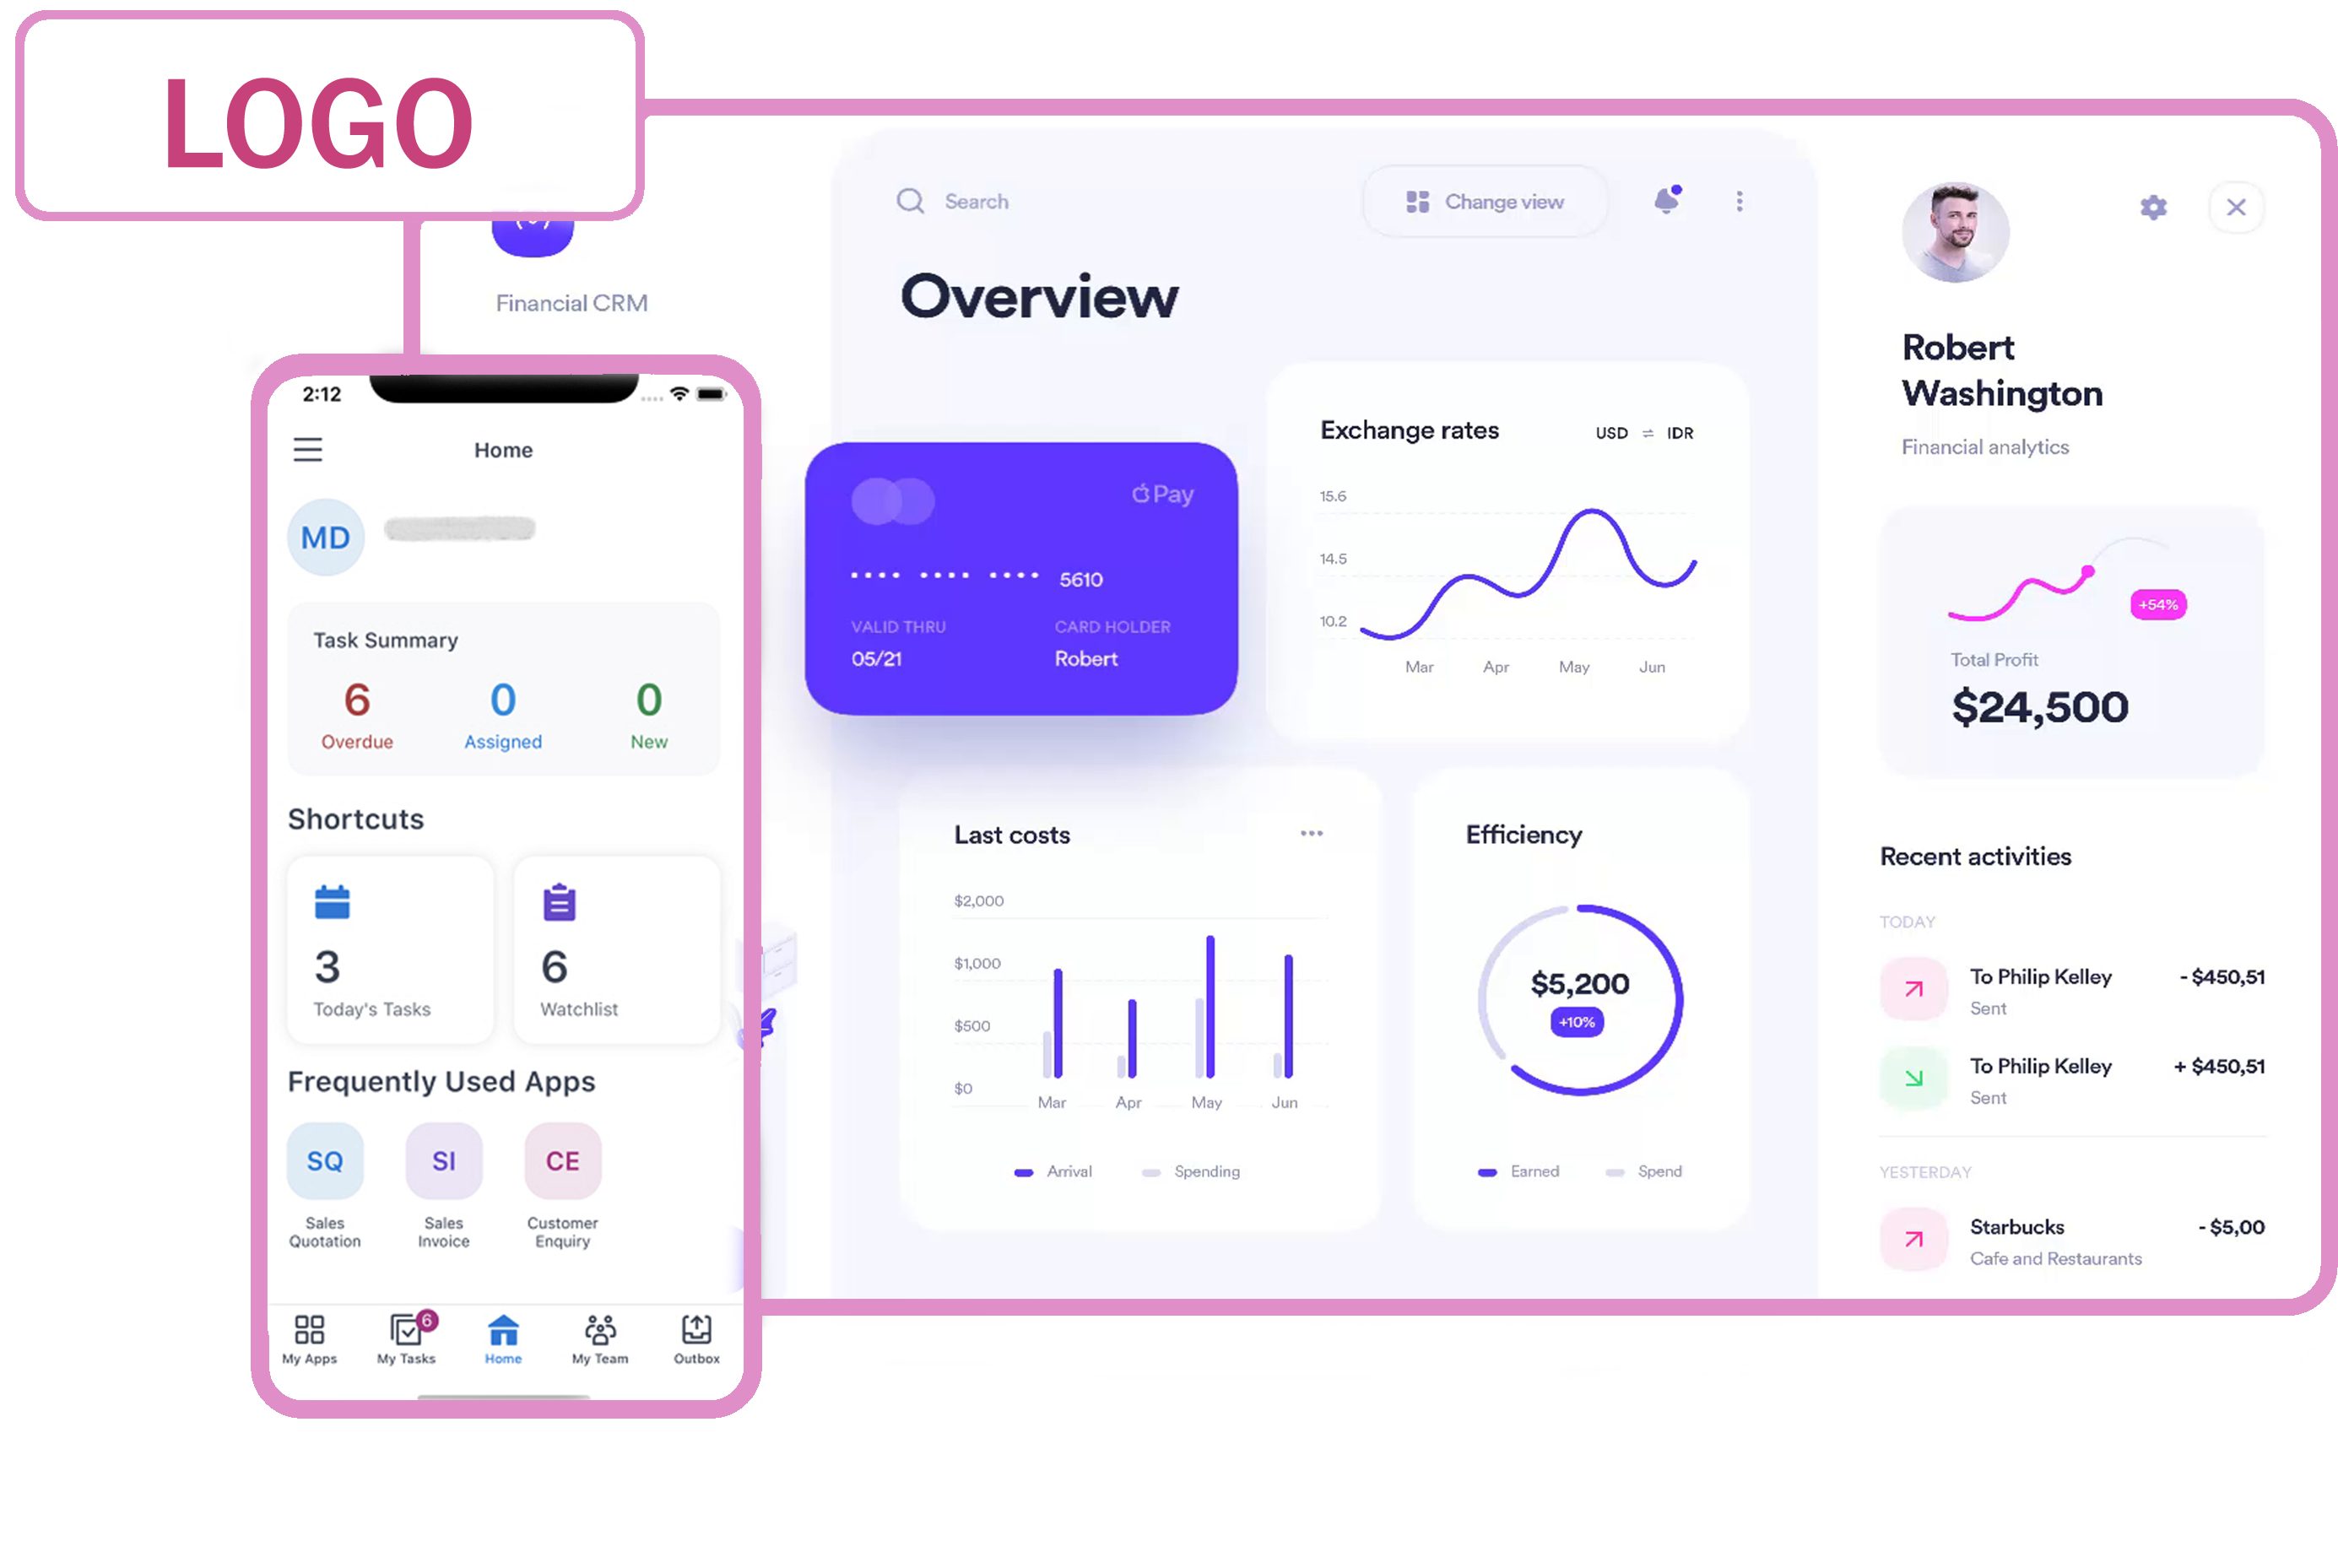 LOGO
Financial CRM
2:12
Home
MD
Task Summary
6
0
0
Overdue
Assigned
New
Shortcuts
3
6
Today's Tasks
Watchlist
Frequently Used Apps
SQ
SI
CE
Sales
Quotation
Sales
Invoice
Customer
Enquiry
6
My Apps
My Tasks
Home
My Team
Outbox
Search
Change view
Overview
Pay
5610
VALID THRU
CARD HOLDER
05/21
Robert
Exchange rates
USD
IDR
15.6
14.5
10.2
Mar
Apr
May
Jun
Last costs
$2,000
$1,000
$500
$0
Mar
Apr
May
Jun
Arrival
Spending
Efficiency
$5,200
+10%
Earned
Spend
Robert
Washington
Financial analytics
+54%
Total Profit
$24,500
Recent activities
TODAY
To Philip Kelley
- $450,51
Sent
To Philip Kelley
+ $450,51
Sent
YESTERDAY
Starbucks
- $5,00
Cafe and Restaurants